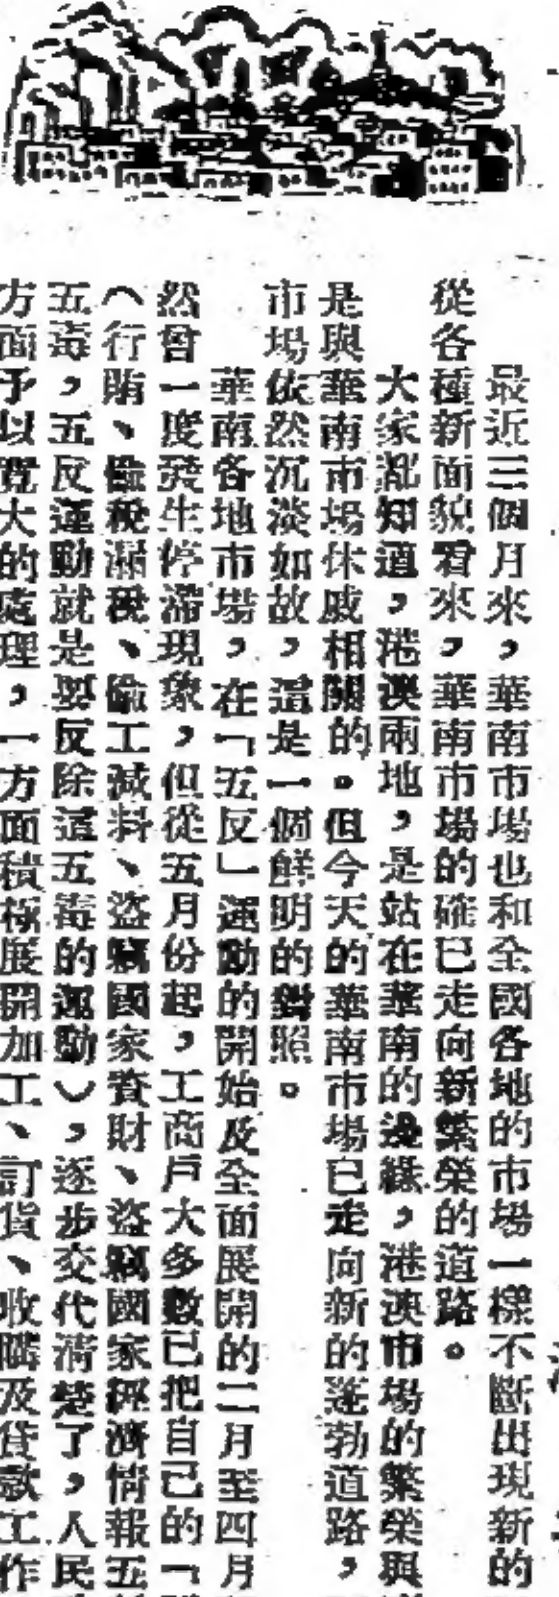 最近三個月來，華南市場也和全國各地的市場一樣不斷出現新的
從各種新面貌看來，華南市場的確已走向新繁榮的道路。
大家都知道，港澳兩地，是站在華南的邊緣，港澳市場的繁榮與
是與華南市場休戚相關的。但今天的華南市場已走向新的蓬勃道路，
市場依然沉淡如故，這是一個鮮明的對照。
華南各地市場，在「五反」運動的開始及全面展開的二月至四月
然曾一度發生停滯現象，但從五月份起，工商戶大多數已把自己的「
（行賄、偷稅漏稅、偷工減料、盜竊國家資財、盜竊國家經濟情報五
五毒，五反運動就是要反除這五毒的運動），逐步交代清楚了，人民
方面予以寬大的處理，一方面積極展開加工、訂貨、收購及貸款工作